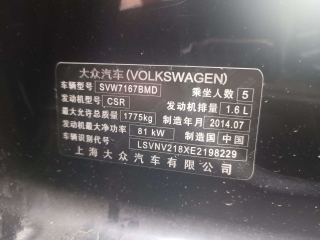 大众汽车(VOLKSWAGEN)
车辆型号 SVW7167BMD 乘坐人数 5
发动机型号 CSR 发动机排量 1.6 L
最大允许总质量 1775kg 制造年月 2014.07
发动机最大净功率 81 kW 制造国 中国
车辆识别代号 LSVNV218XE2198229
上海大众汽车有限公司